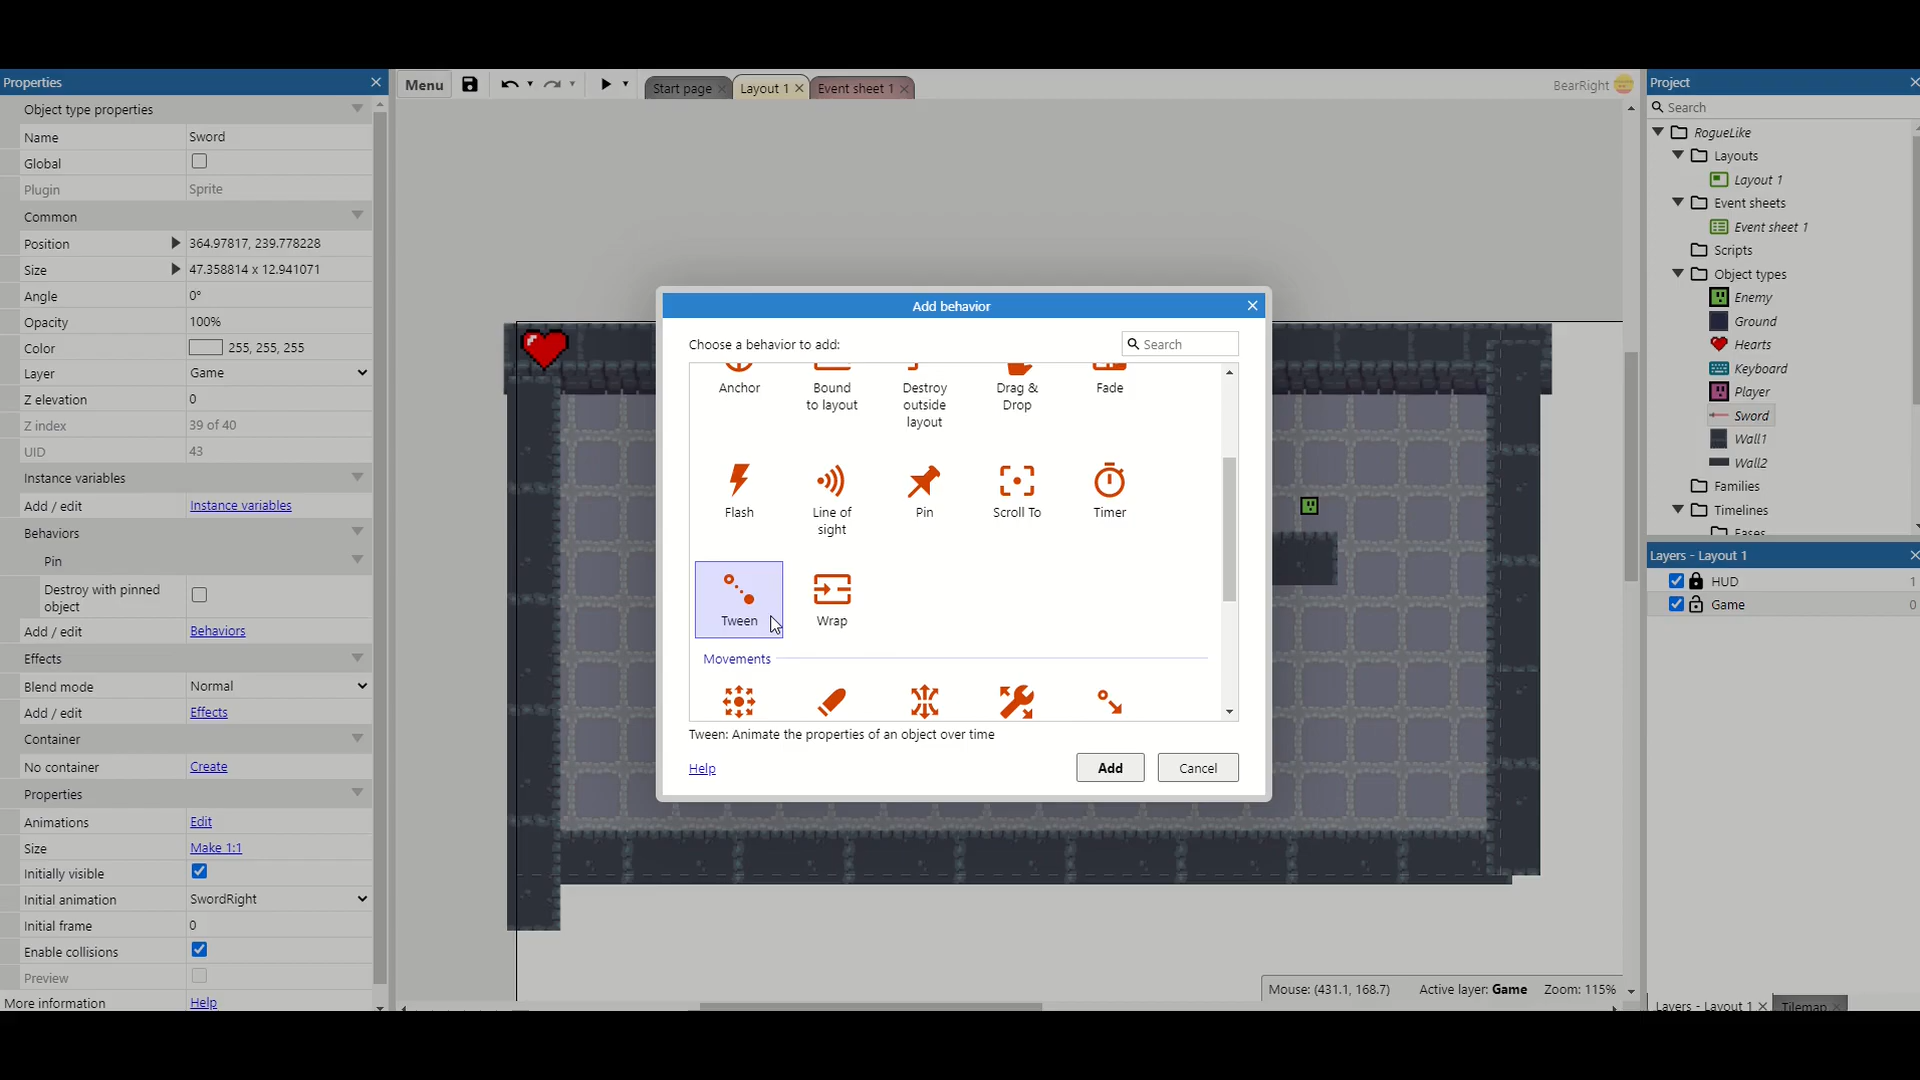 Properties
Object type properties
Name Sword
Global
Plugin Sprite
Common
Position 364.97817, 239.778228
Size 47.358814 x 12.941071
Angle 0°
Opacity 100%
Color 255, 255, 255
Layer Game
Z elevation 0
Z index 39 of 40
UID 43
Instance variables
Add / edit Instance variables
Behaviors
Pin
Destroy with pinned
object
Add / edit Behaviors
Effects
Blend mode Normal
Add / edit Effects
Container
No container Create
Properties
Animations Edit
Size Make 1:1
Initially visible
Initial animation SwordRight
Initial frame 0
Enable collisions
Preview
More information Help
Menu
Start page
Layout 1
Event sheet 1
BearRight
Add behavior
Choose a behavior to add:
Search
Anchor
Bound
to layout
Destroy
outside
layout
Drag &
Drop
Fade
Flash
Line of
sight
Pin
Scroll To
Timer
Tween
Wrap
Movements
Tween: Animate the properties of an object over time
Help
Add
Cancel
Mouse: (431.1, 168.7) Active layer: Game Zoom: 115%
Project
Search
RogueLike
Layouts
Layout 1
Event sheets
Event sheet 1
Scripts
Object types
Enemy
Ground
Hearts
Keyboard
Player
Sword
Wall1
Wall2
Families
Timelines
Eases
Layers - Layout 1
HUD 1
Game 0
Layers - Layout 1
Tilemap